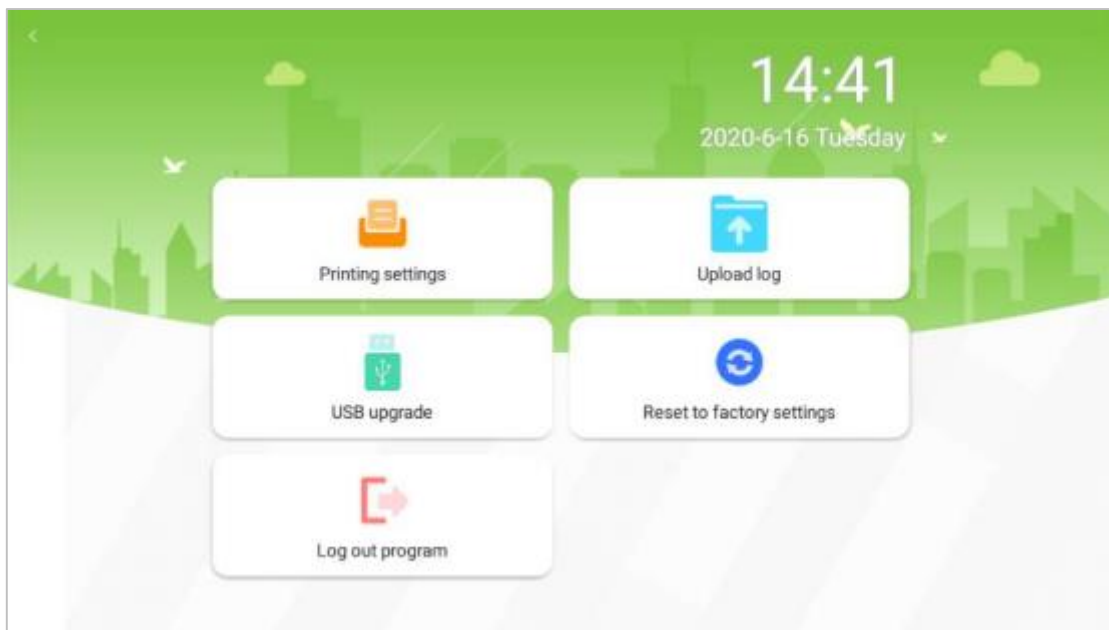 14:41
2020-6-16 Tuesday
Printing settings
Upload log
USB upgrade
Reset to factory settings
Log out program